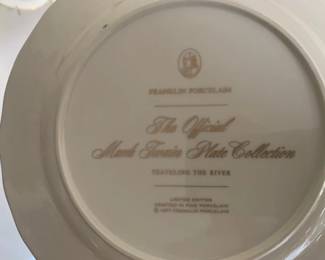 FRANKLIN PORCELAIN
The Official
Mark Twain Plate Collection
TRAVELING THE RIVER
LIMITED EDITION
CRAFTED IN FINE PORCELAIN
© 1977 FRANKLIN PORCELAIN